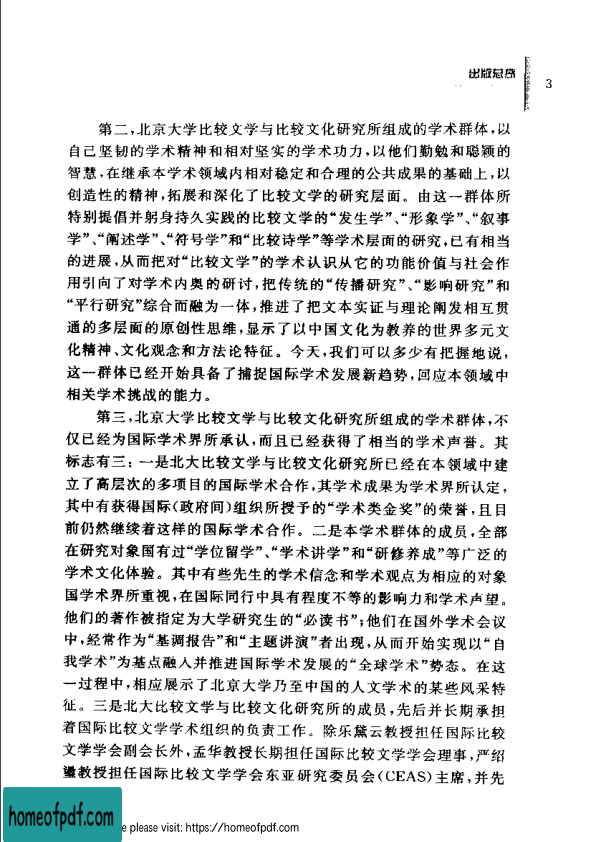 出版总序
3
第二,北京大学比较文学与比较文化研究所组成的学术群体,以
自己坚韧的学术精神和相对坚实的学术功力,以他们勤勉和聪颖的
智慧,在继承本学术领域内相对稳定和合理的公共成果的基础上,以
创造性的精神,拓展和深化了比较文学的研究层面。由这一群体所
特别提倡并躬身持久实践的比较文学的“发生学”、“形象学”、“叙事
学”、“阐述学”、“符号学”和“比较诗学”等学术层面的研究,已有相当
的进展,从而把对“比较文学”的学术认识从它的功能价值与社会作
用引向了对学术内奥的研讨,把传统的“传播研究”、“影响研究”和
“平行研究”综合而融为一体,推进了把文本实证与理论阐发相互贯
通的多层面的原创性思维,显示了以中国文化为教养的世界多元文
化精神、文化观念和方法论特征。今天,我们可以多少有把握地说,
这一群体已经开始具备了捕捉国际学术发展新趋势,回应本领域中
相关学术挑战的能力。
第三,北京大学比较文学与比较文化研究所组成的学术群体,不
仅已经为国际学术界所承认,而且已经获得了相当的学术声誉。其
标志有三:一是北大比较文学与比较文化研究所已经在本领域中建
立了高层次的多项目的国际学术合作,其学术成果为学术界所认定,
其中有获得国际(政府间)组织所授予的“学术类金奖”的荣誉,且目
前仍然继续着这样的国际学术合作。二是本学术群体的成员,全部
在研究对象国有过“学位留学”、“学术讲学”和“研修养成”等广泛的
学术文化体验。其中有些先生的学术信念和学术观点为相应的对象
国学术界所重视,在国际同行中具有程度不等的影响力和学术声望。
他们的著作被指定为大学研究生的“必读书”;他们在国外学术会议
中,经常作为“基调报告”和“主题讲演”者出现,从而开始实现以“自
我学术”为基点融入并推进国际学术发展的“全球学术”势态。在这
一过程中,相应展示了北京大学乃至中国的人文学术的某些风采特
征。三是北大比较文学与比较文化研究所的成员,先后并长期承担
着国际比较文学学术组织的负责工作。除乐黛云教授担任国际比较
文学学会副会长外,孟华教授长期担任国际比较文学学会理事,严绍
璗教授担任国际比较文学学会东亚研究委员会(CEAS)主席,并先
homeofpdf.com
e please visit: https://homeofpdf.com